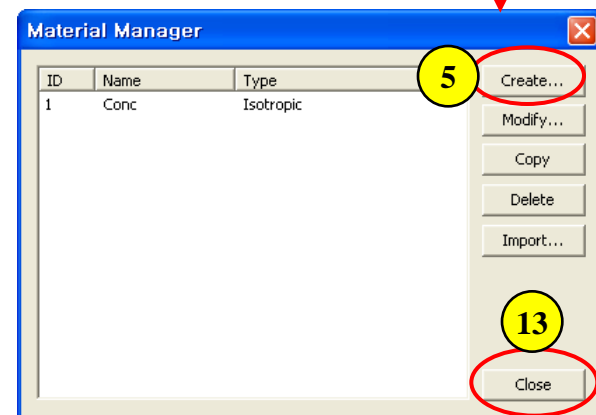 Material Manager
ID Name Type
5
Create...
1 Conc Isotropic
Modify...
Copy
Delete
Import...
13
Close